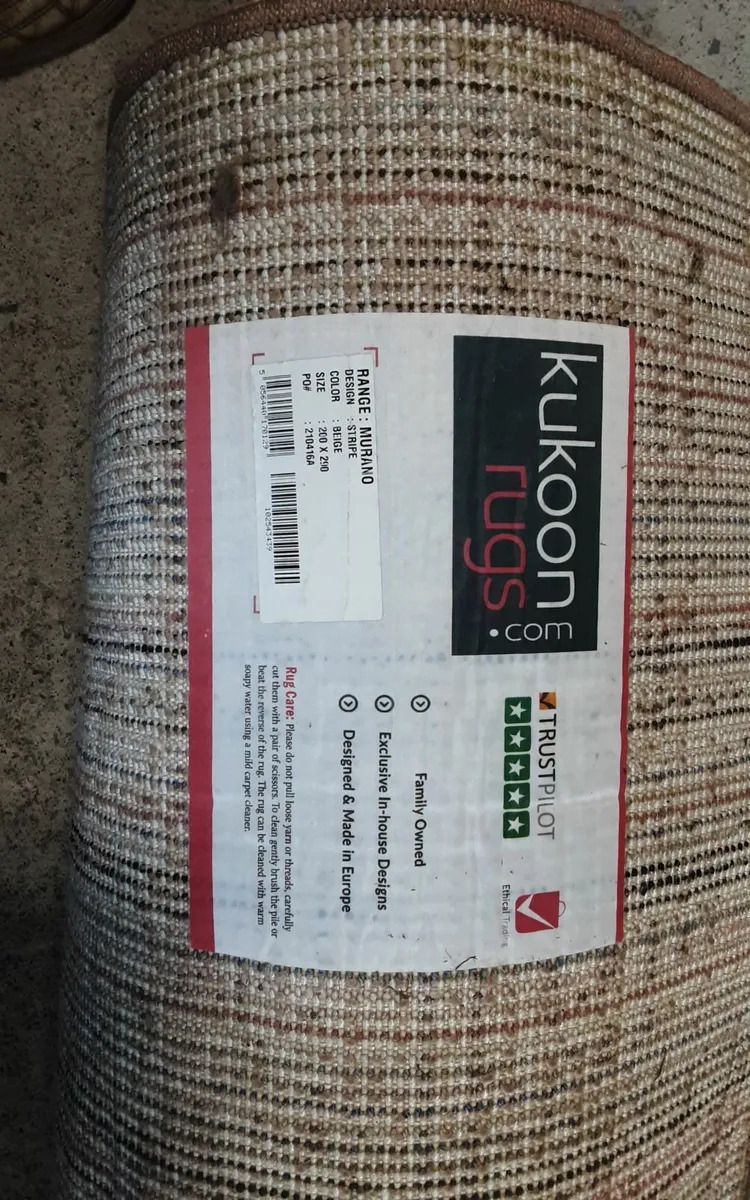 kukoon
rugs
.com
TRUSTPILOT
Ethical Trading
Family Owned
Exclusive In-house Designs
Designed & Made in Europe
RANGE : MURANO
DESIGN : STRIPE
COLOR : BEIGE
SIZE : 200 X 290
PO# : 210416A
102543439
Rug Care: Please do not pull loose yarn or threads, carefully
cut them with a pair of scissors. To clean gently brush the pile or
beat the reverse of the rug. The rug can be cleaned with warm
soapy water using a mild carpet cleaner.